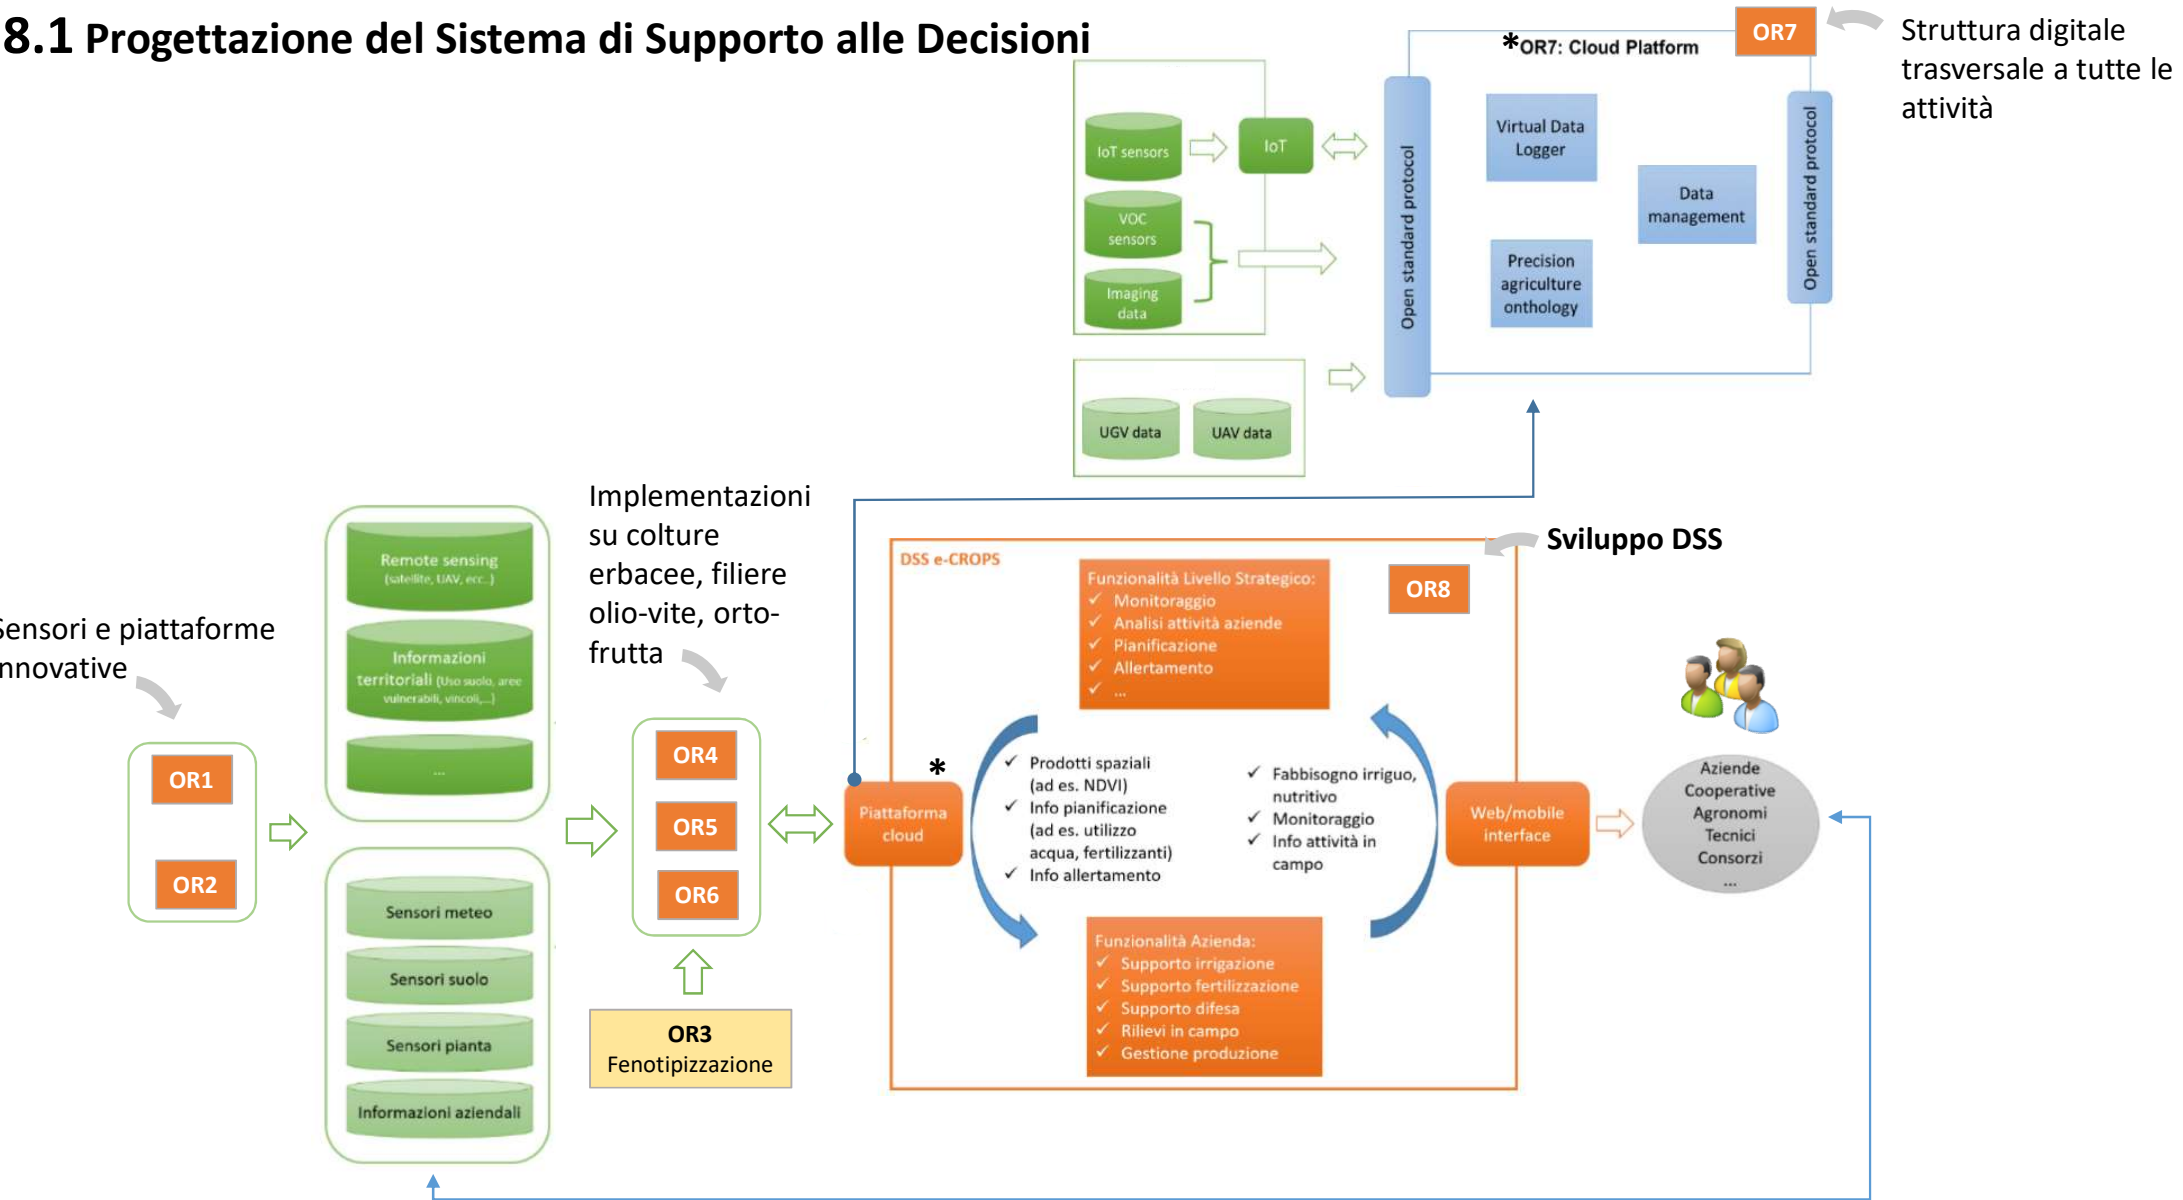 8.1 Progettazione del Sistema di Supporto alle Decisioni
*OR7: Cloud Platform
OR7
Struttura digitale
trasversale a tutte le
attività
IoT sensors
IoT
VOC
sensors
Imaging
data
Open standard protocol
Virtual Data
Logger
Data
management
Precision
agriculture
onthology
Open standard protocol
UGV data
UAV data
Sensori e piattaforme
innovative
OR1
OR2
Remote sensing
(satellite, UAV, ecc..)
Informazioni
territoriali (Uso suolo, aree
vulnerabili, vincoli,...)
...
Sensori meteo
Sensori suolo
Sensori pianta
Informazioni aziendali
Implementazioni
su colture
erbacee, filiere
olio-vite, orto-
frutta
OR4
OR5
OR6
OR3
Fenotipizzazione
DSS e-CROPS
Sviluppo DSS
OR8
Funzionalità Livello Strategico:
✓ Monitoraggio
✓ Analisi attività aziende
✓ Pianificazione
✓ Allertamento
✓ ...
*
Piattaforma
cloud
✓ Prodotti spaziali
(ad es. NDVI)
✓ Info pianificazione
(ad es. utilizzo
acqua, fertilizzanti)
✓ Info allertamento
✓ Fabbisogno irriguo,
nutritivo
✓ Monitoraggio
✓ Info attività in
campo
Web/mobile
interface
Funzionalità Azienda:
✓ Supporto irrigazione
✓ Supporto fertilizzazione
✓ Supporto difesa
✓ Rilievi in campo
✓ Gestione produzione
Aziende
Cooperative
Agronomi
Tecnici
Consorzi
...